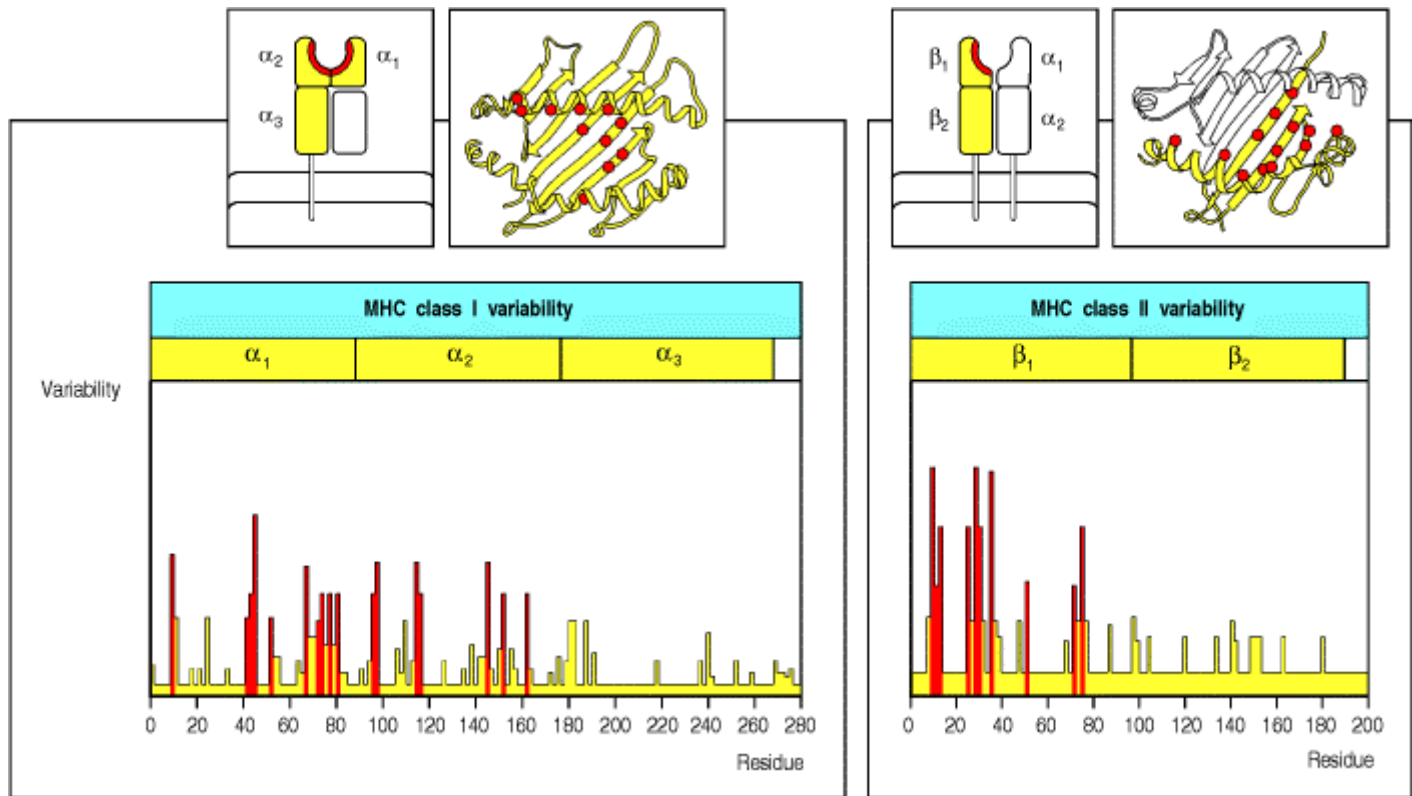 α2 α1
α3
β1 α1
β2 α2
MHC class I variability
α1 α2 α3
Variability
0 20 40 60 80 100 120 140 160 180 200 220 240 260 280
Residue
MHC class II variability
β1 β2
0 20 40 60 80 100 120 140 160 180 200
Residue